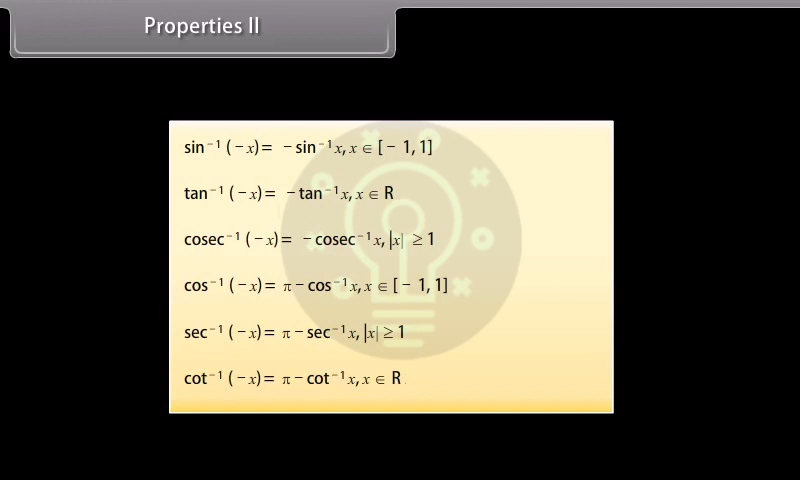 Properties II
sin⁻¹ (−x) = −sin⁻¹x, x ∈ [− 1, 1]
tan⁻¹ (−x) = −tan⁻¹x, x ∈ R
cosec⁻¹ (−x) = −cosec⁻¹x, |x| ≥ 1
cos⁻¹ (−x) = π − cos⁻¹x, x ∈ [− 1, 1]
sec⁻¹ (−x) = π − sec⁻¹x, |x| ≥ 1
cot⁻¹ (−x) = π − cot⁻¹x, x ∈ R